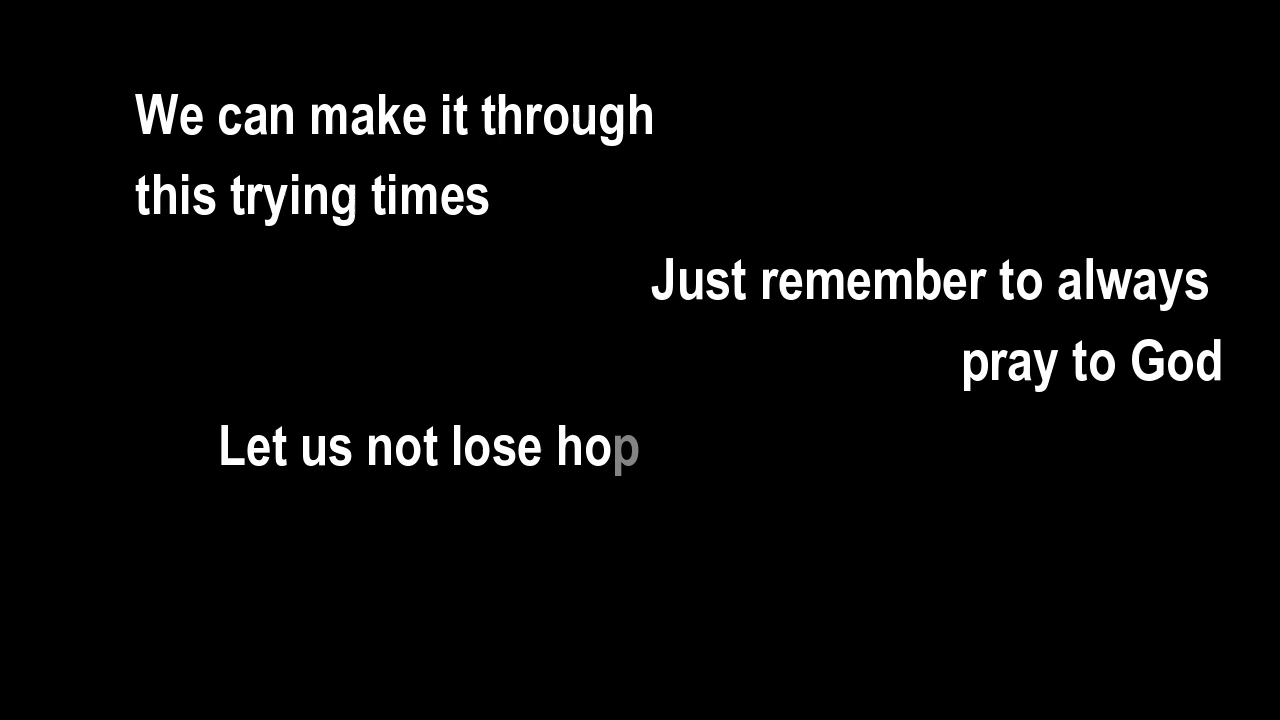 We can make it through
this trying times
Just remember to always
pray to God
Let us not lose hop